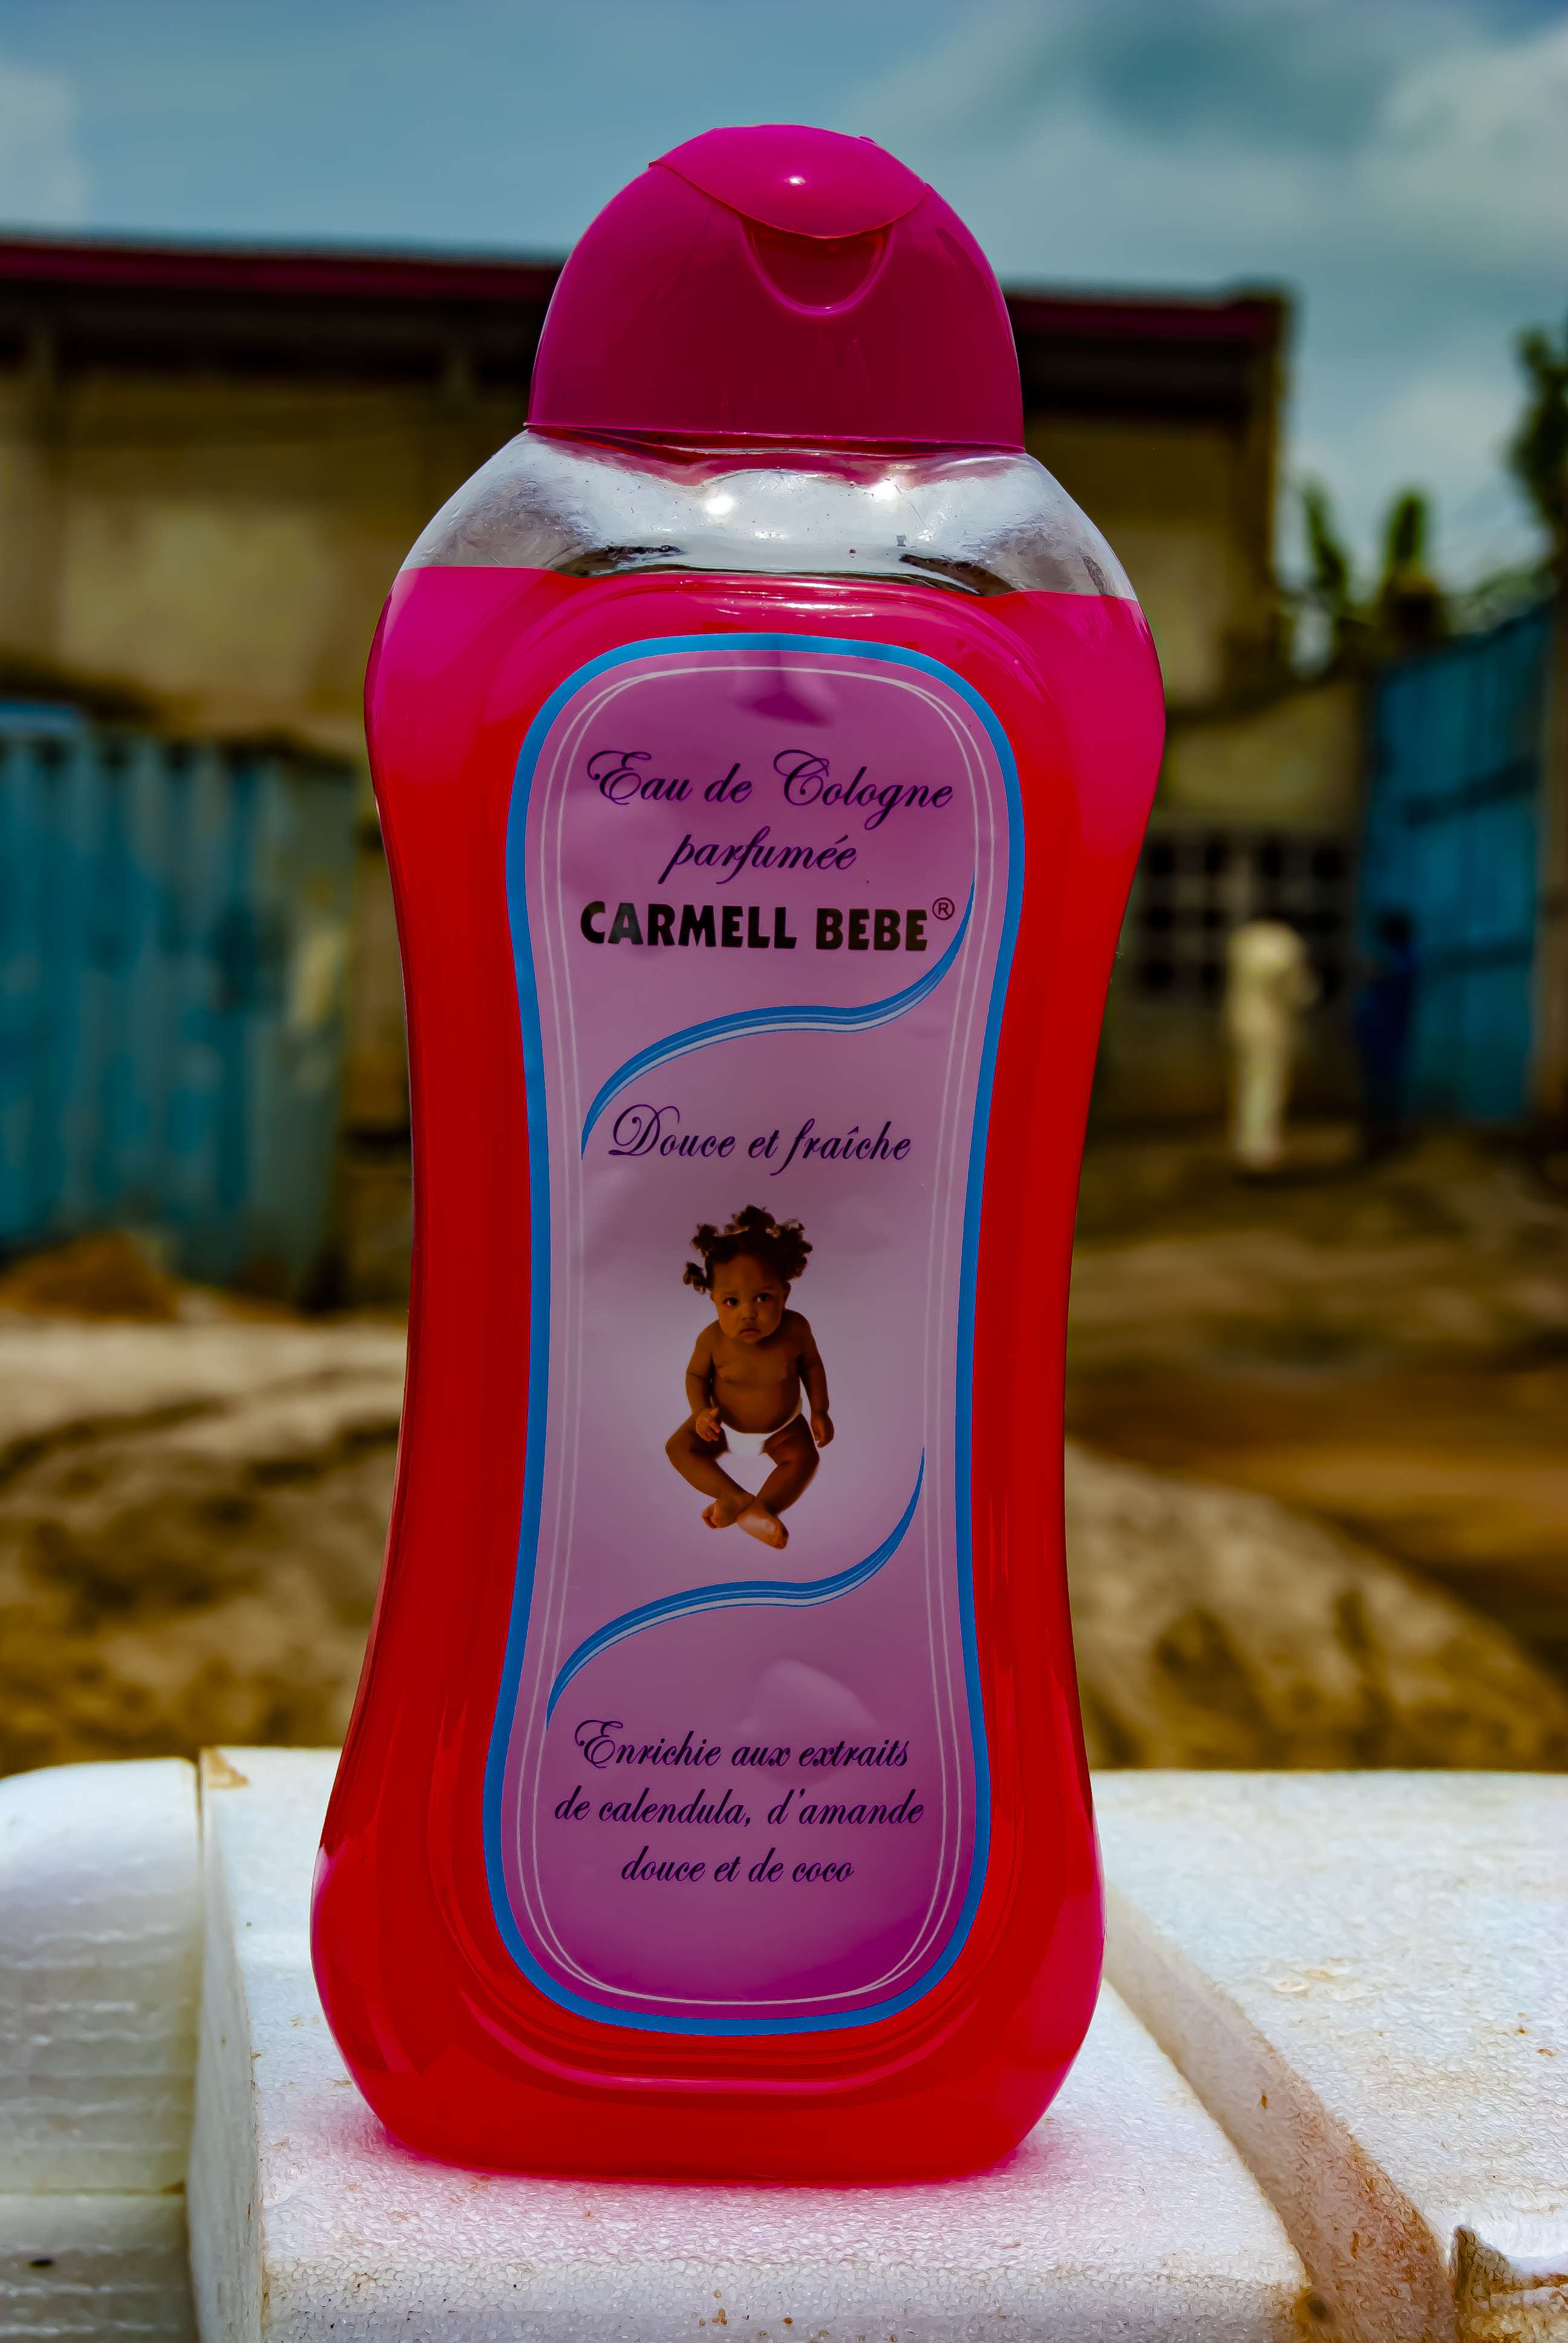 Eau de Cologne
parfumée
CARMELL BEBE®
Douce et fraîche
Enrichie aux extraits
de calendula, d'amande
douce et de coco